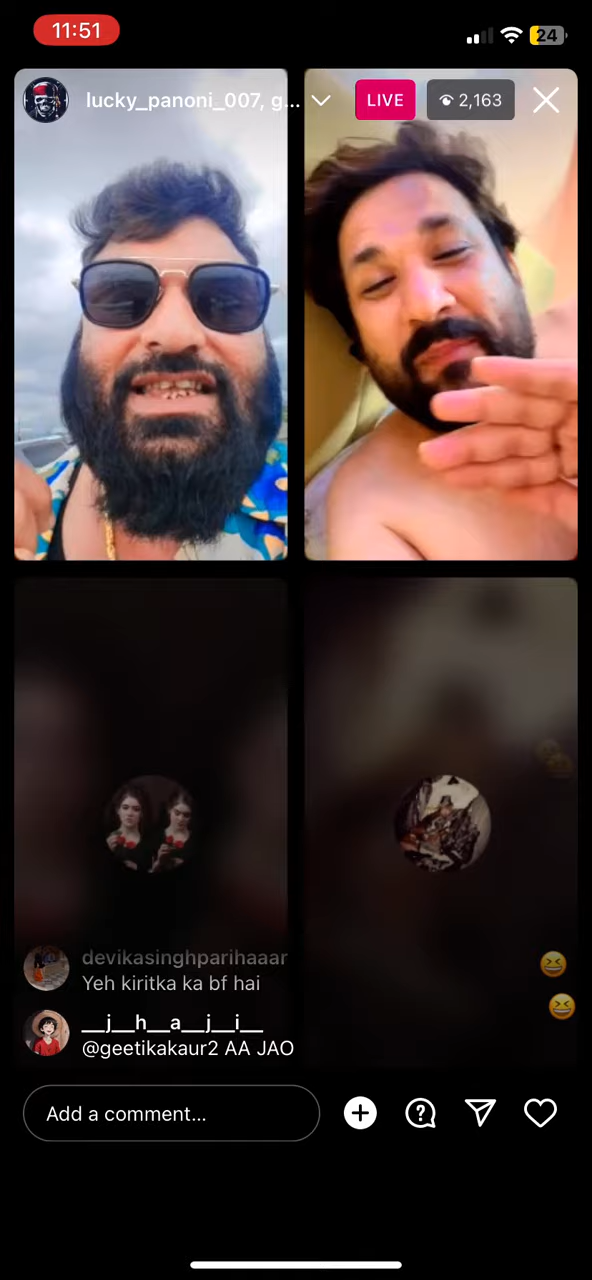 11:51
24
lucky_panoni_007, g...
LIVE
2,163
devikasinghparihaaar
Yeh kiritka ka bf hai
__j__h__a__j__i__
@geetikakaur2 AA JAO
Add a comment...